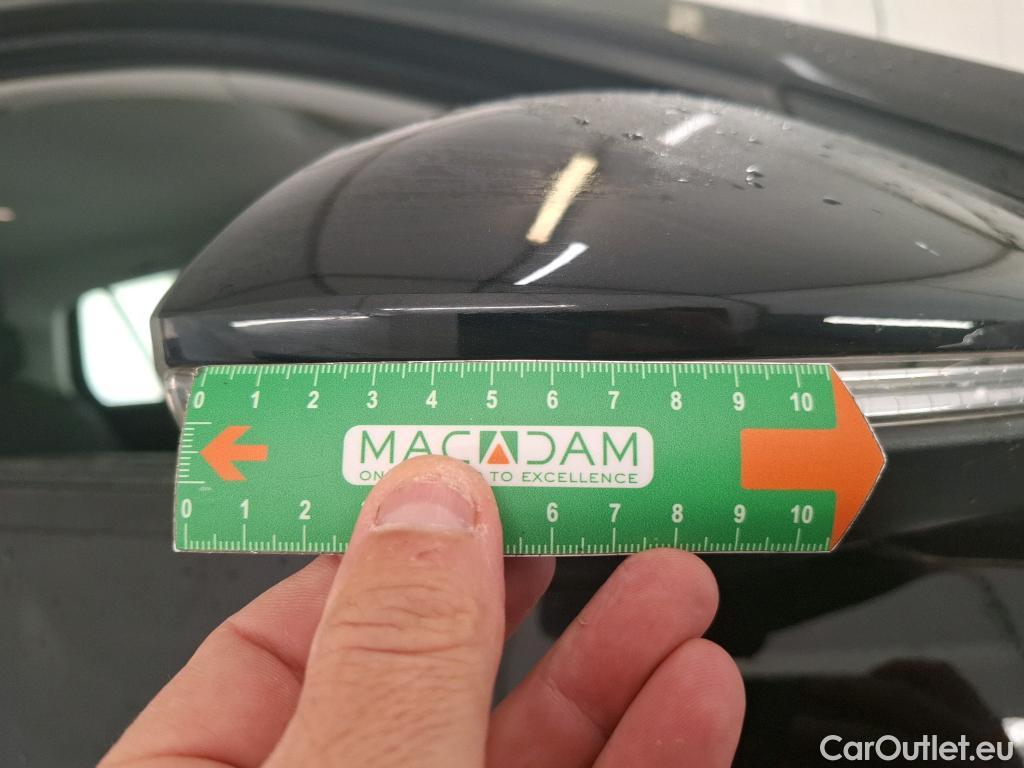 0 1 2 3 4 5 6 7 8 9 10
MACADAM
ON TO EXCELLENCE
0 1 2 6 7 8 9 10
CarOutlet.eu